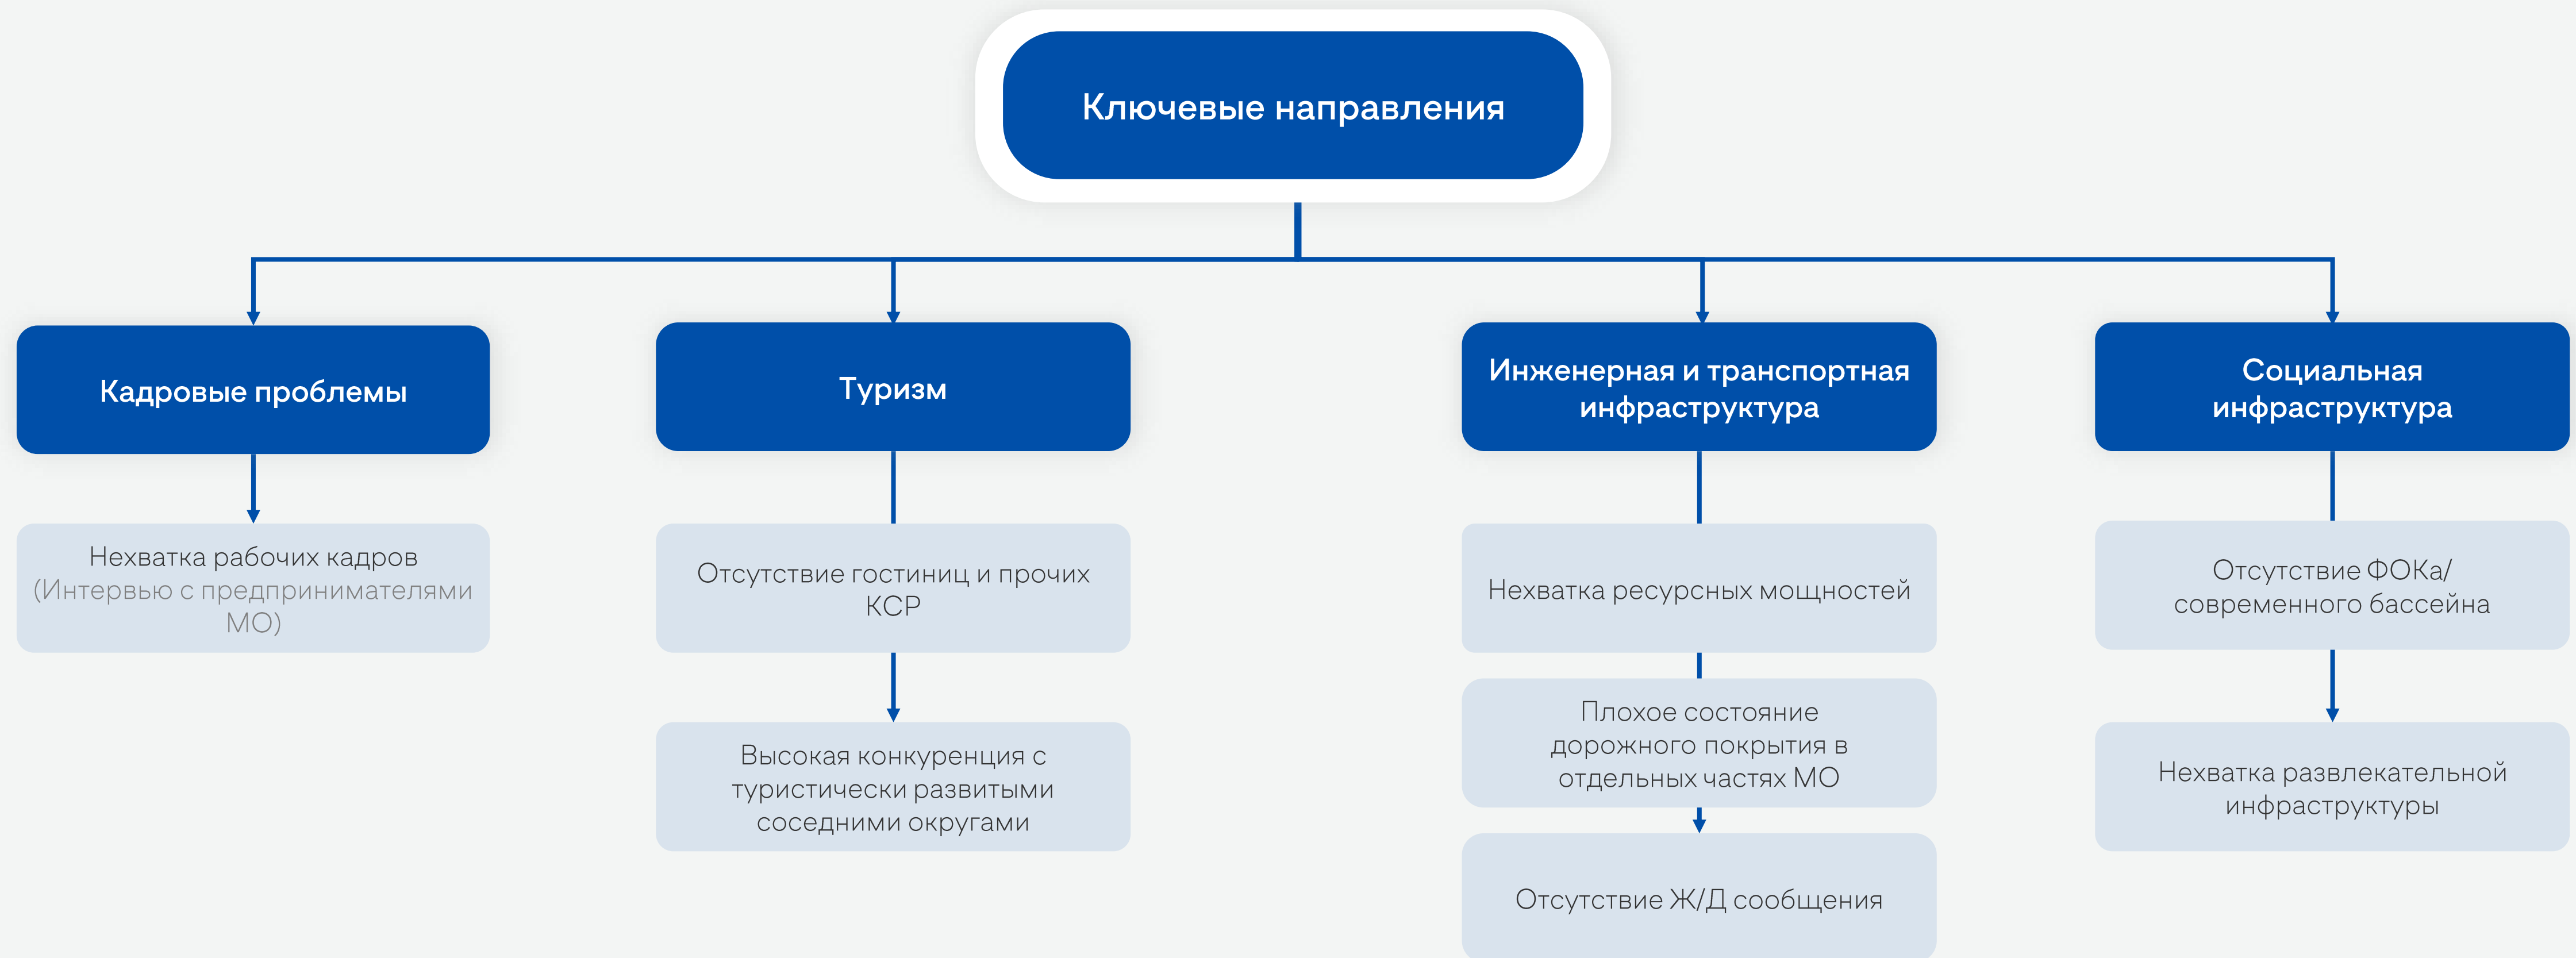 Ключевые направления
Кадровые проблемы
Нехватка рабочих кадров
(Интервью с предпринимателями
МО)
Туризм
Отсутствие гостиниц и прочих
КСР
Высокая конкуренция с
туристически развитыми
соседними округами
Инженерная и транспортная
инфраструктура
Нехватка ресурсных мощностей
Плохое состояние
дорожного покрытия в
отдельных частях МО
Отсутствие Ж/Д сообщения
Социальная
инфраструктура
Отсутствие ФОКа/
современного бассейна
Нехватка развлекательной
инфраструктуры